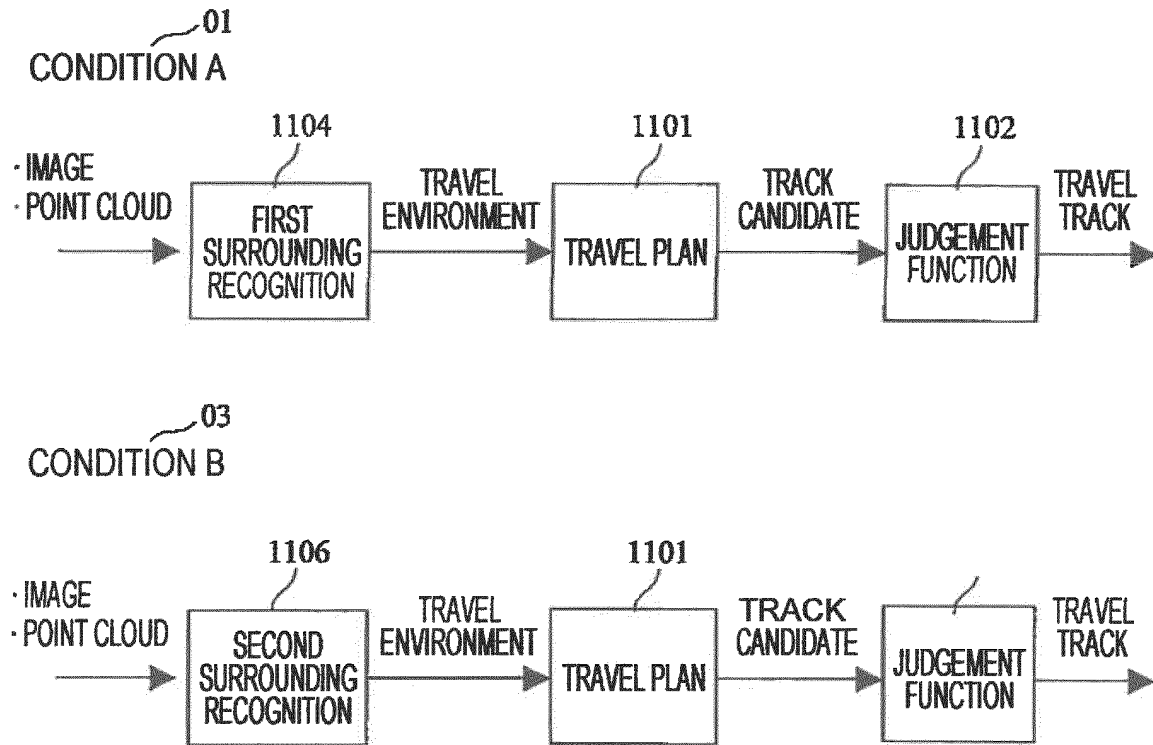 01
CONDITION A
1104
1101
1102
· IMAGE
· POINT CLOUD
FIRST
SURROUNDING
RECOGNITION
TRAVEL
ENVIRONMENT
TRAVEL PLAN
TRACK
CANDIDATE
JUDGEMENT
FUNCTION
TRAVEL
TRACK
03
CONDITION B
1106
1101
· IMAGE
· POINT CLOUD
SECOND
SURROUNDING
RECOGNITION
TRAVEL
ENVIRONMENT
TRAVEL PLAN
TRACK
CANDIDATE
JUDGEMENT
FUNCTION
TRAVEL
TRACK